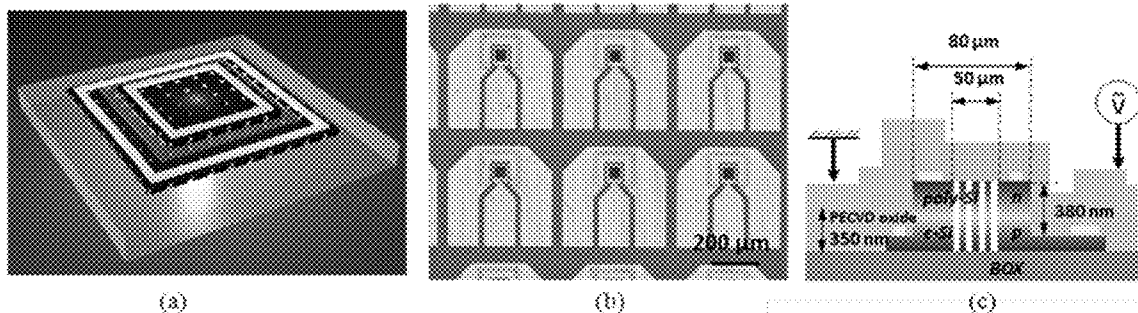 80 μm
50 μm
V
poly-Si
n
PECVD oxide
380 nm
350 nm
c-Si
p
BOX
200 μm
(a)
(b)
(c)